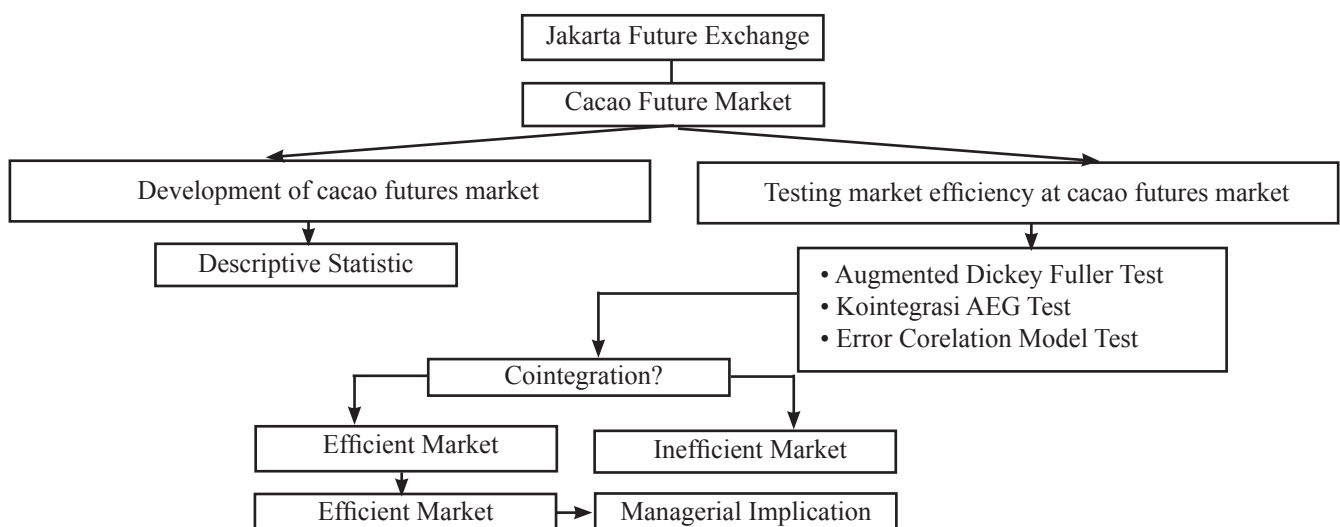 Jakarta Future Exchange
Cacao Future Market
Development of cacao futures market
Testing market efficiency at cacao futures market
Descriptive Statistic
• Augmented Dickey Fuller Test
• Kointegrasi AEG Test
• Error Corelation Model Test
Cointegration?
Efficient Market
Inefficient Market
Efficient Market
Managerial Implication